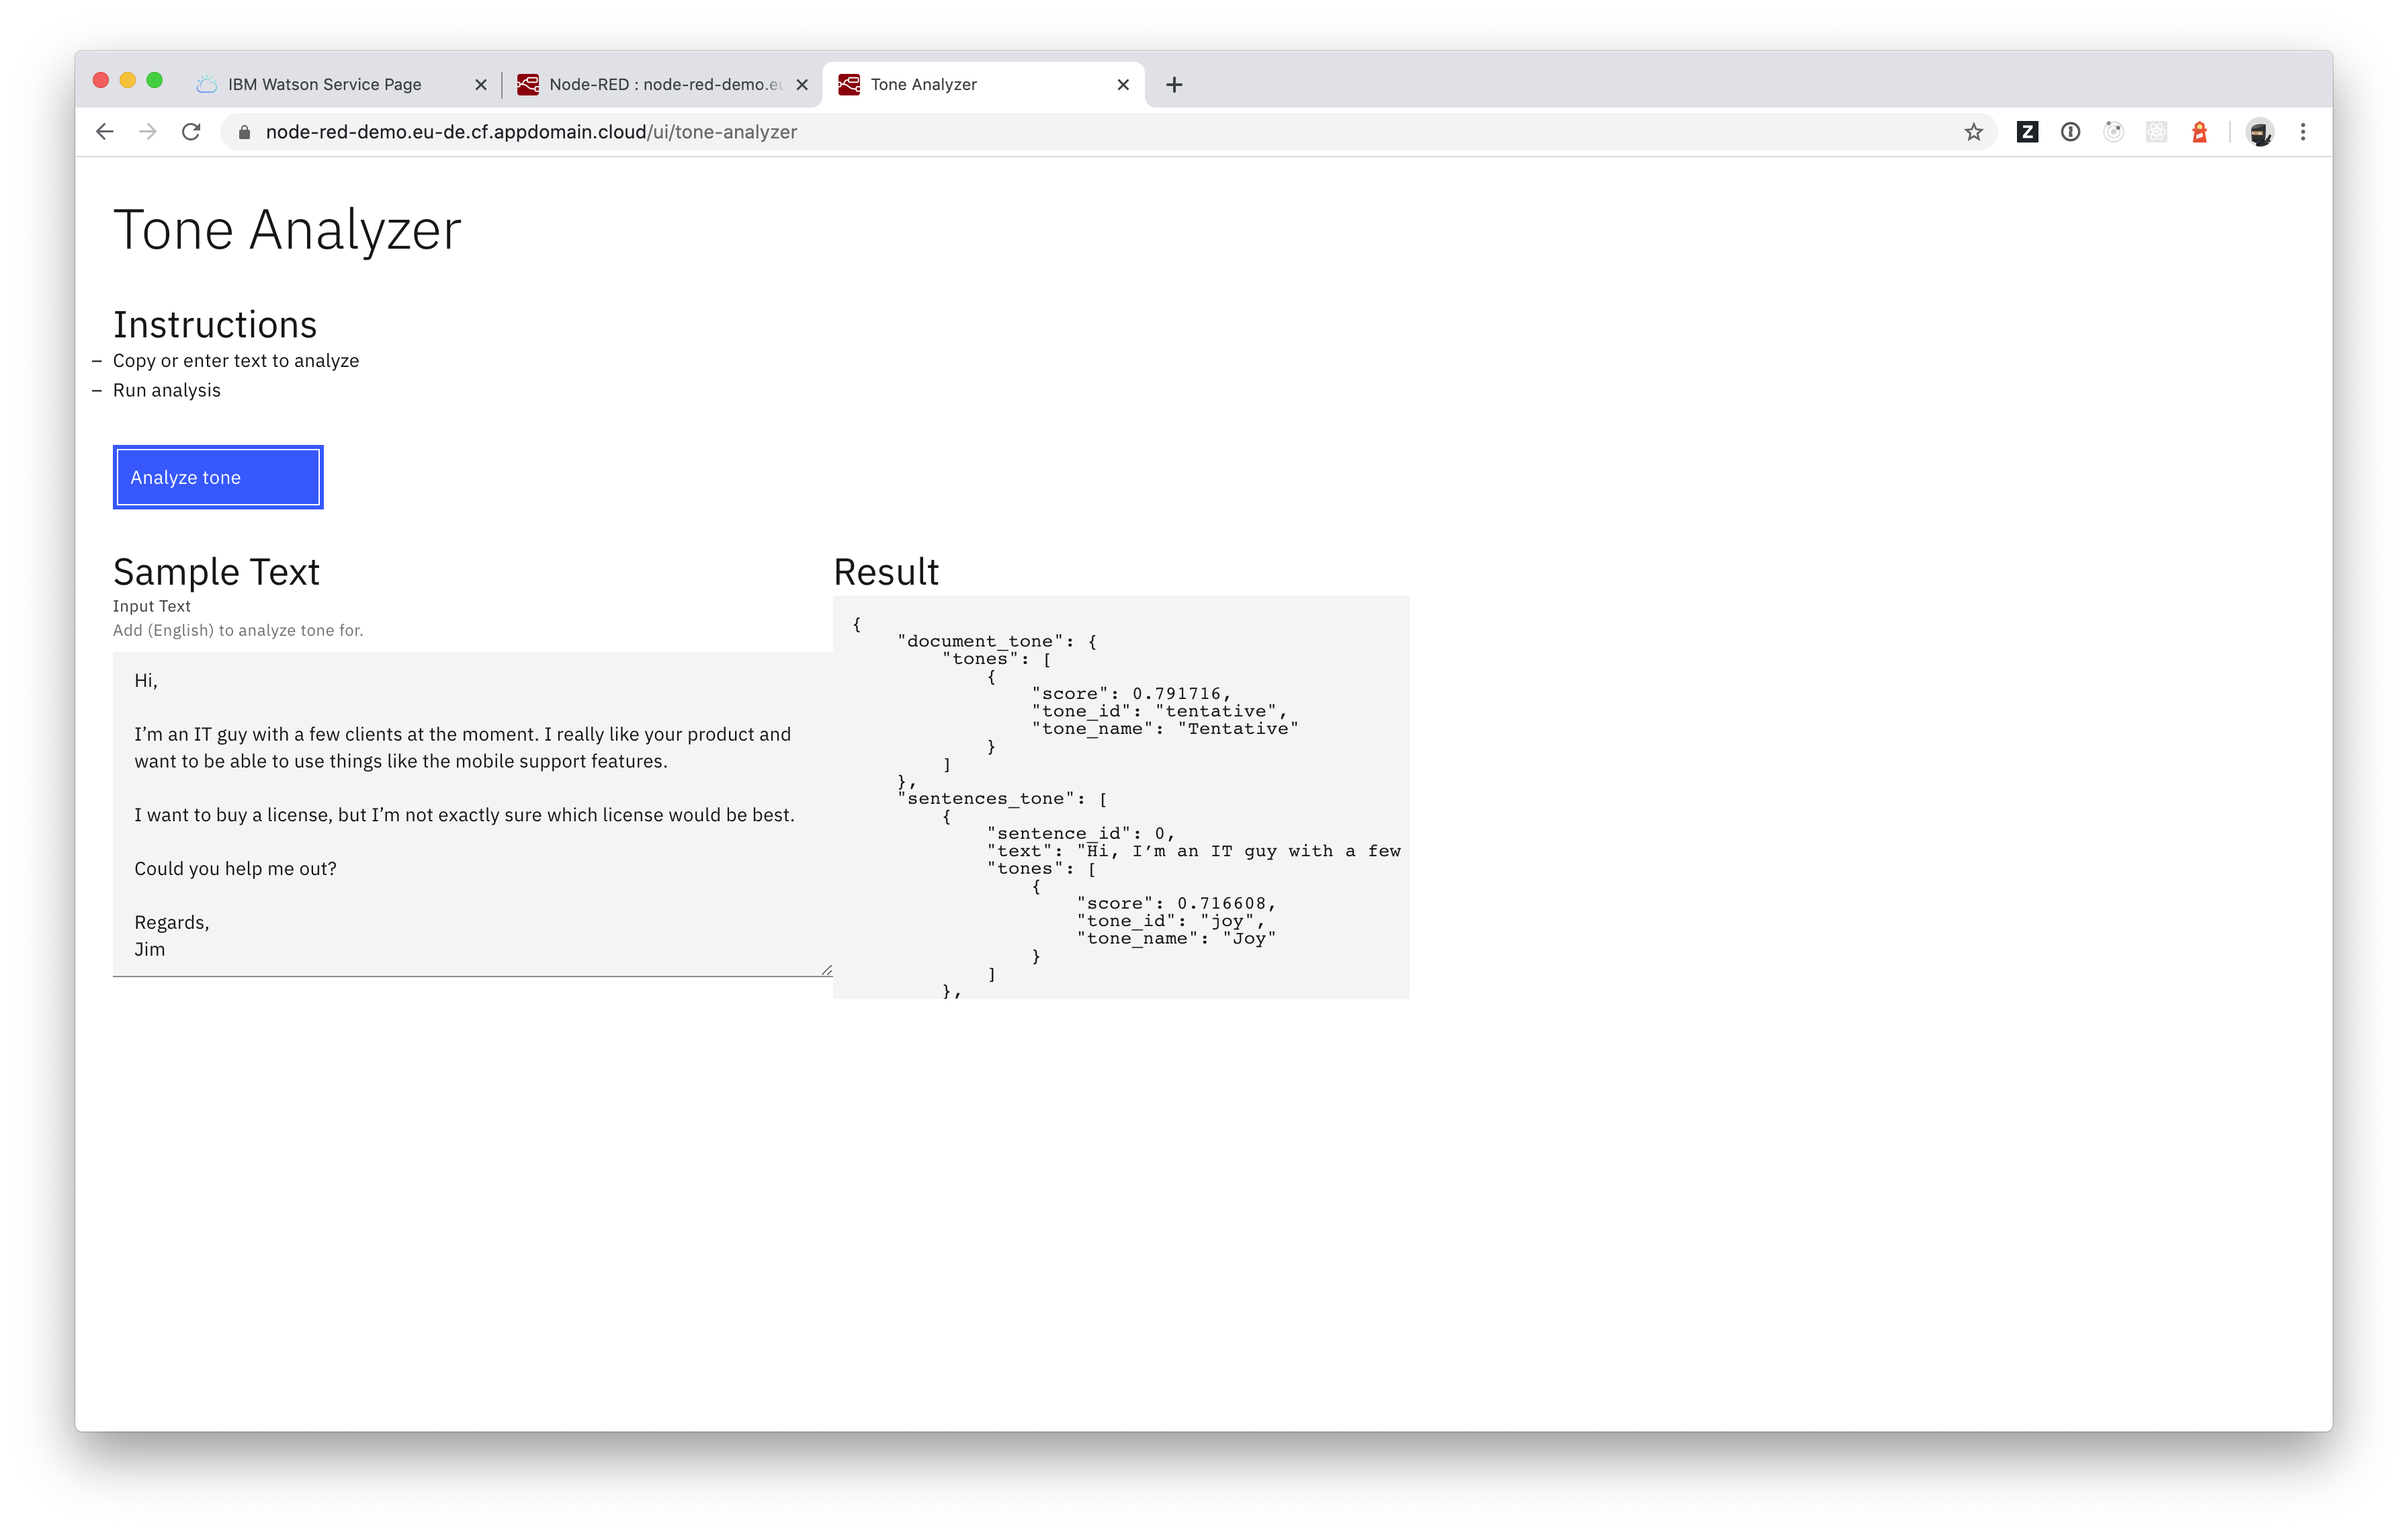 IBM Watson Service Page
Node-RED : node-red-demo.eu
Tone Analyzer
node-red-demo.eu-de.cf.appdomain.cloud/ui/tone-analyzer
Z
Tone Analyzer
Instructions
– Copy or enter text to analyze
– Run analysis
Analyze tone
Sample Text
Input Text
Add (English) to analyze tone for.
Hi,
I’m an IT guy with a few clients at the moment. I really like your product and
want to be able to use things like the mobile support features.
I want to buy a license, but I’m not exactly sure which license would be best.
Could you help me out?
Regards,
Jim
Result
{
"document_tone": {
"tones": [
{
"score": 0.791716,
"tone_id": "tentative",
"tone_name": "Tentative"
}
]
},
"sentences_tone": [
{
"sentence_id": 0,
"text": "Hi, I’m an IT guy with a few
"tones": [
{
"score": 0.716608,
"tone_id": "joy",
"tone_name": "Joy"
}
]
},